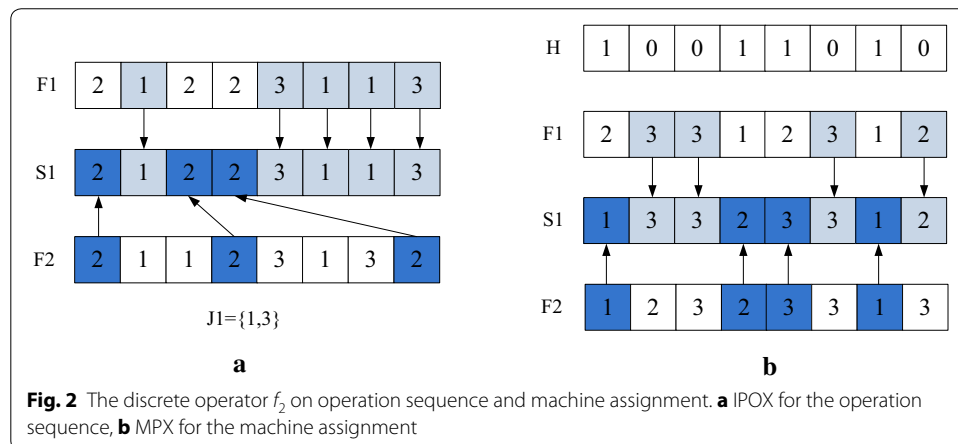 F1 2 1 2 2 3 1 1 3
S1 2 1 2 2 3 1 1 3
F2 2 1 1 2 3 1 3 2
J1={1,3}
a
H 1 0 0 1 1 0 1 0
F1 2 3 3 1 2 3 1 2
S1 1 3 3 2 3 3 1 2
F2 1 2 3 2 3 3 1 3
b
Fig. 2 The discrete operator f2 on operation sequence and machine assignment. a IPOX for the operation
sequence, b MPX for the machine assignment